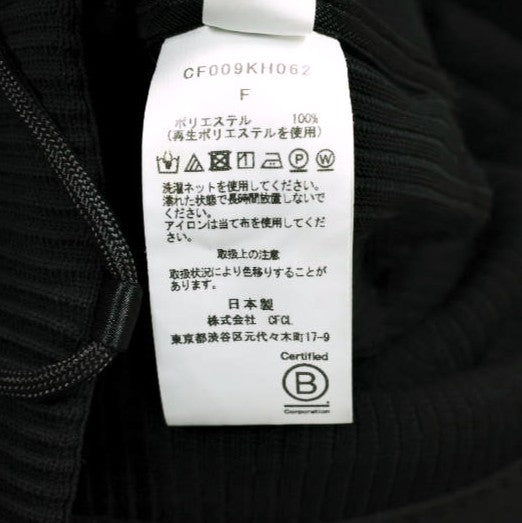 CF009KH062
F
ポリエステル 100%
(再生ポリエステルを使用)
洗濯ネットを使用してください。
濡れた状態で長時間放置しないで
ください。
アイロンは当て布を使用してくだ
さい。
取扱上の注意
取扱状況により色移りすることが
あります。
日本製
株式会社 CFCL
東京都渋谷区元代々木町17-9
Certified
B
Corporation